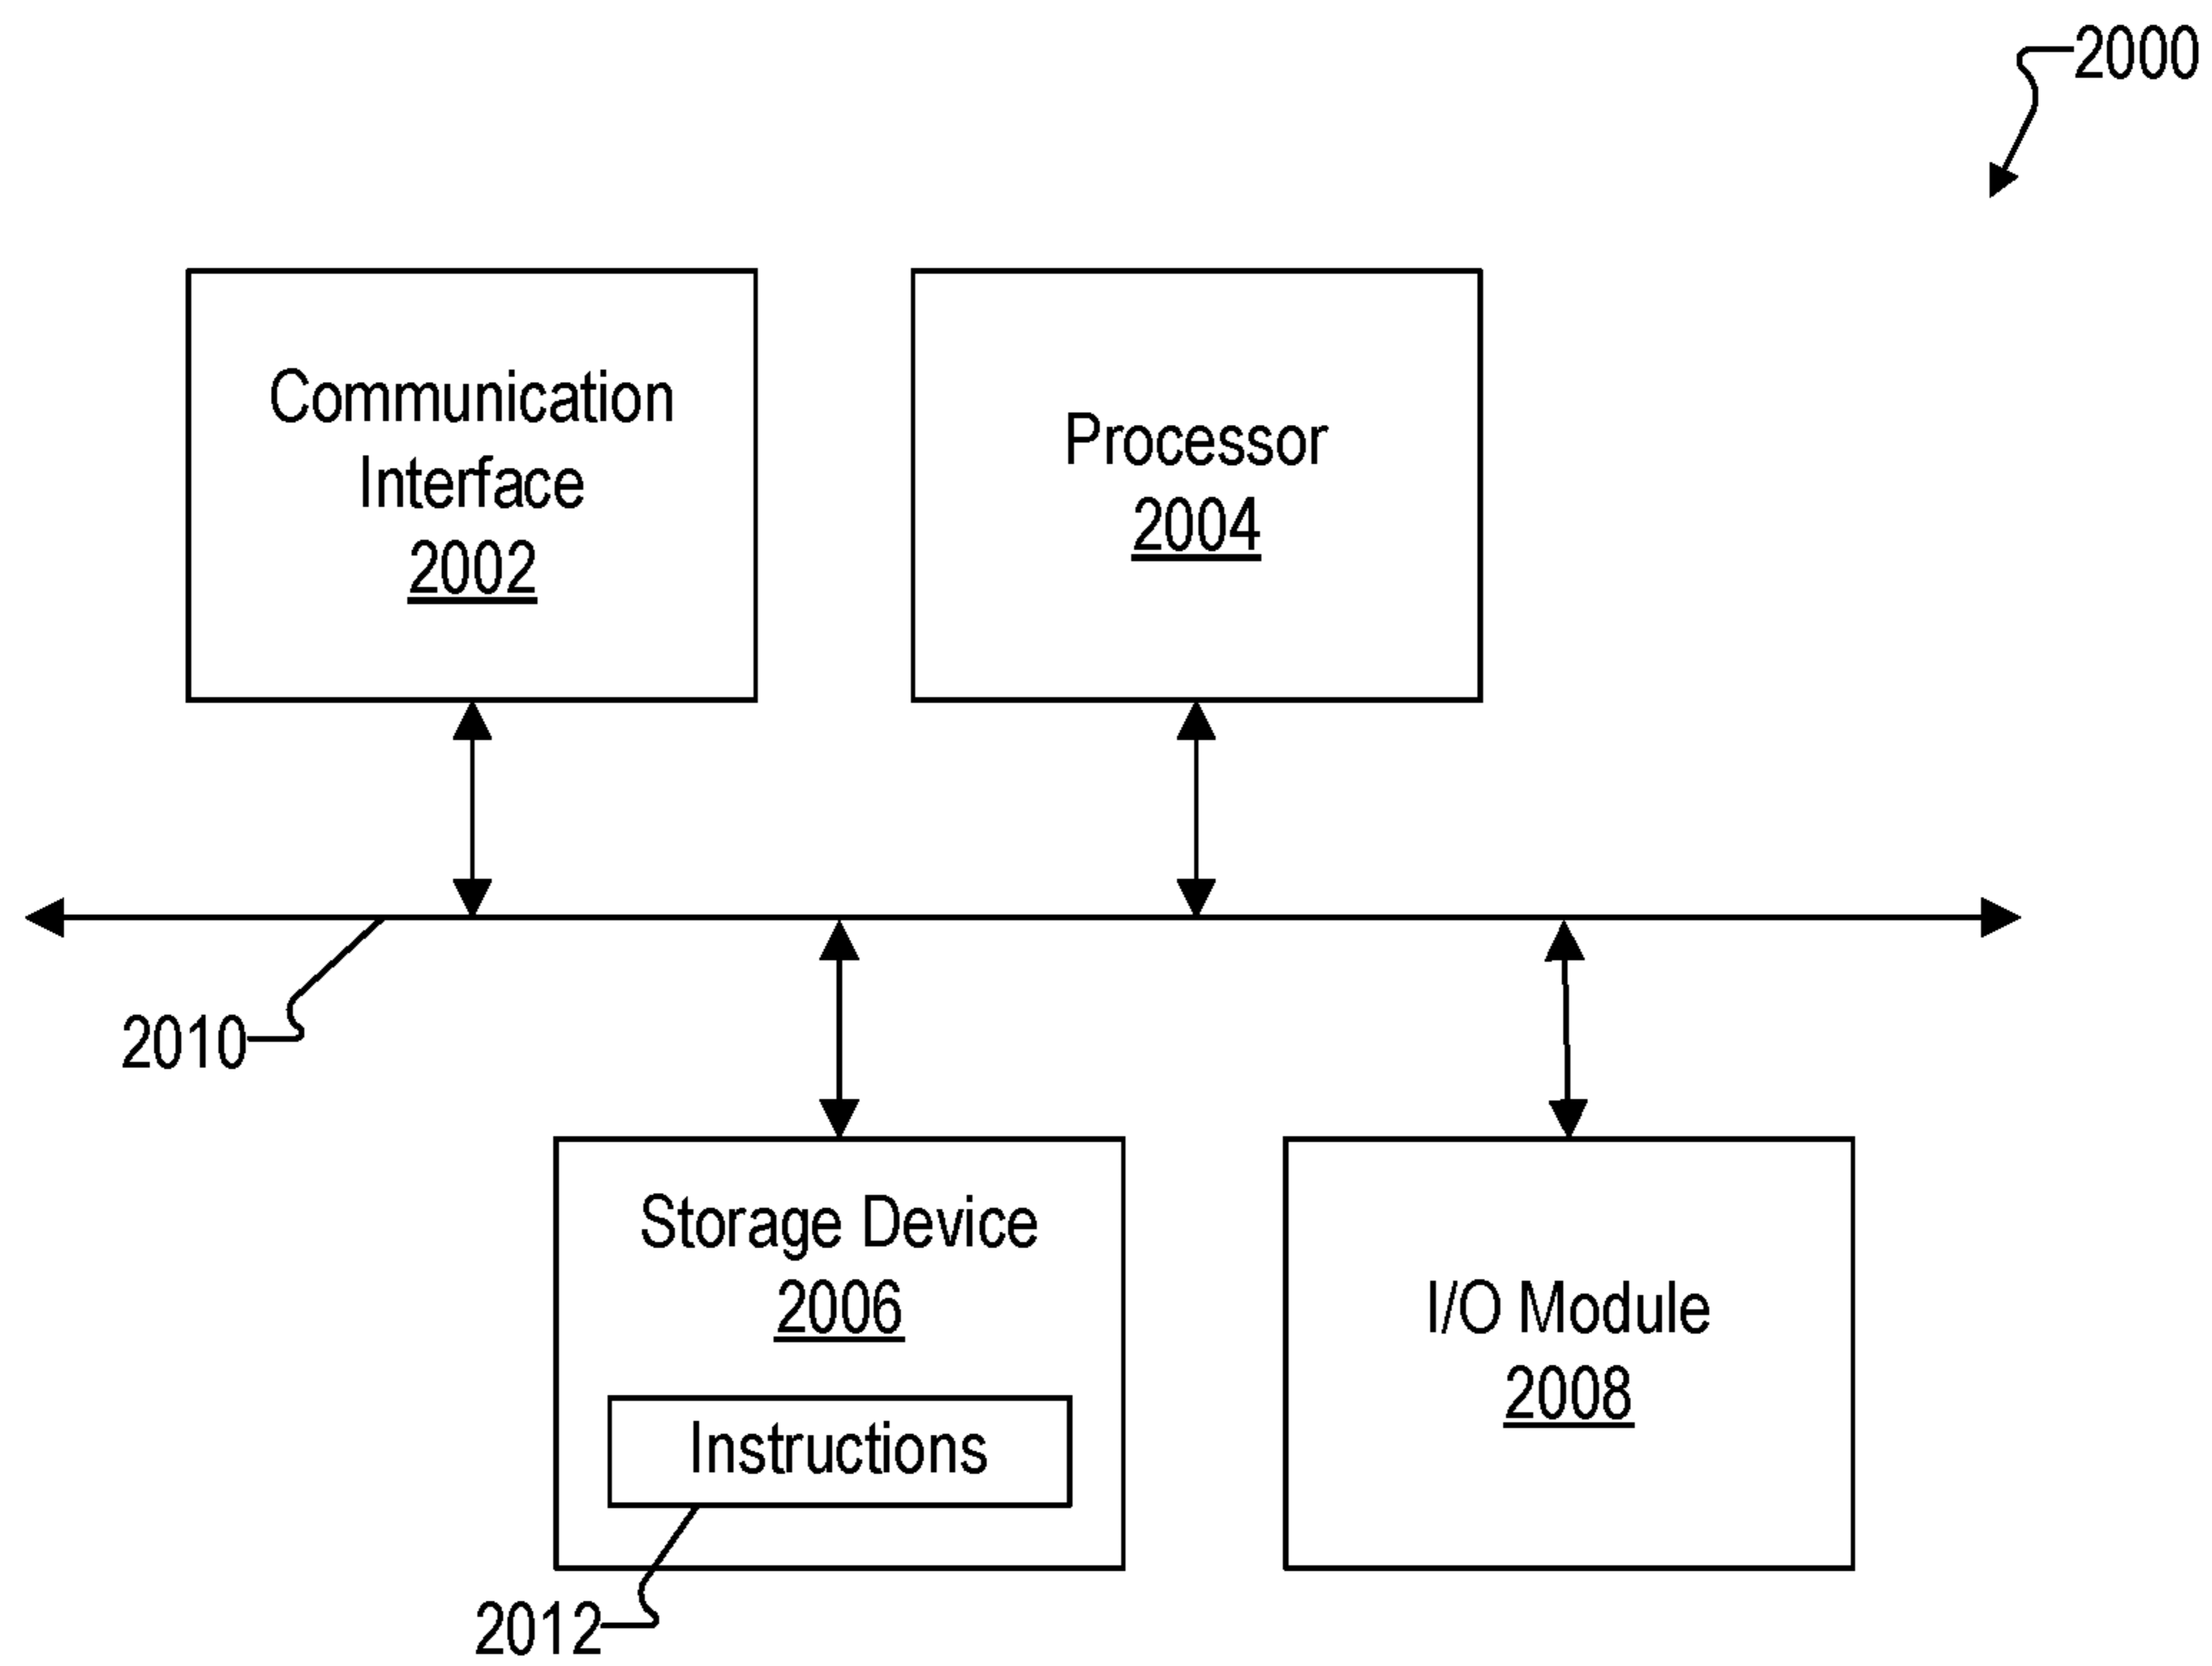 2000
Communication
Interface
2002
Processor
2004
2010
Storage Device
2006
Instructions
2012
I/O Module
2008